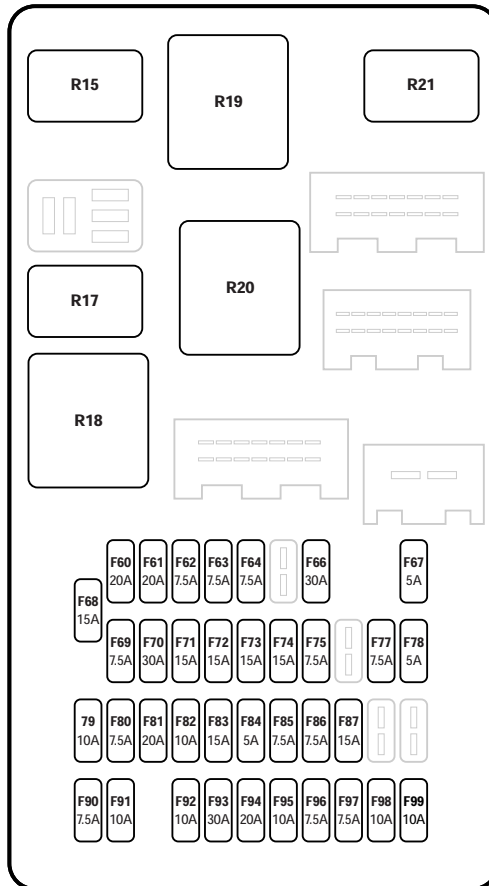 R15
R19
R21
R17
R20
R18
F60 F61 F62 F63 F64 F66 F67
20A 20A 7.5A 7.5A 7.5A 30A 5A
F68
15A
F69 F70 F71 F72 F73 F74 F75 F77 F78
7.5A 30A 15A 15A 15A 15A 7.5A 7.5A 5A
79 F80 F81 F82 F83 F84 F85 F86 F87
10A 7.5A 20A 10A 15A 5A 7.5A 7.5A 15A
F90 F91 F92 F93 F94 F95 F96 F97 F98 F99
7.5A 10A 10A 30A 20A 10A 7.5A 7.5A 10A 10A